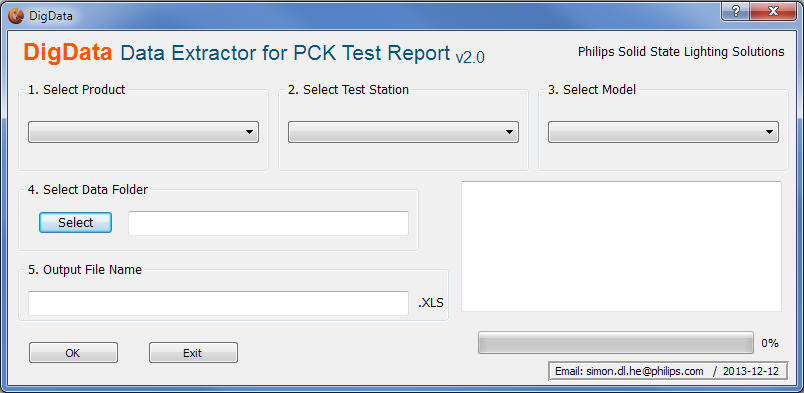 DigData
DigData Data Extractor for PCK Test Report v2.0
Philips Solid State Lighting Solutions
1. Select Product
2. Select Test Station
3. Select Model
4. Select Data Folder
Select
5. Output File Name
.XLS
OK
Exit
0%
Email: simon.dl.he@philips.com / 2013-12-12